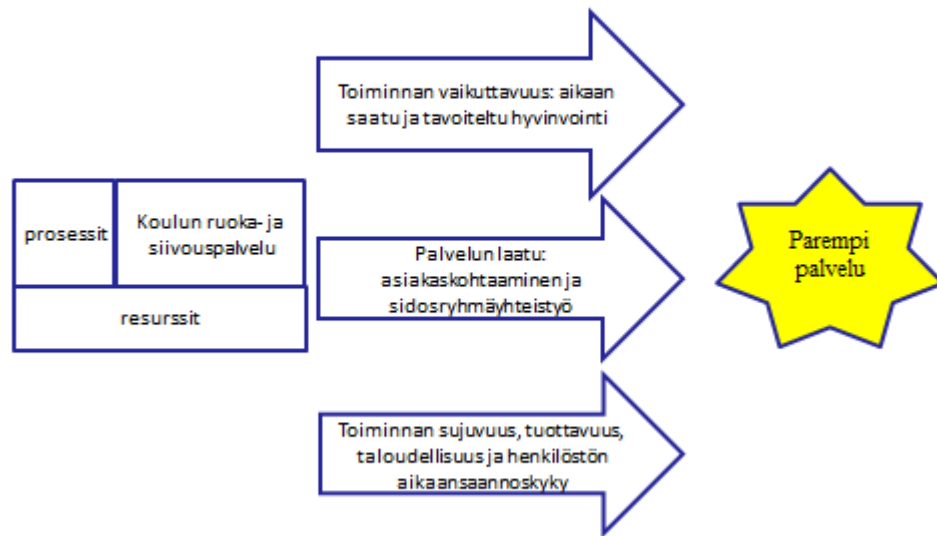 Toiminnan vaikuttavuus: aikaan
saatu ja tavoiteltu hyvinvointi
prosessit
Koulun ruoka- ja
siivouspalvelu
resurssit
Palvelun laatu:
asiakaskohtaaminen ja
sidosryhmäyhteistyö
Parempi
palvelu
Toiminnan sujuvuus, tuottavuus,
taloudellisuus ja henkilöstön
aikaansaannoskyky